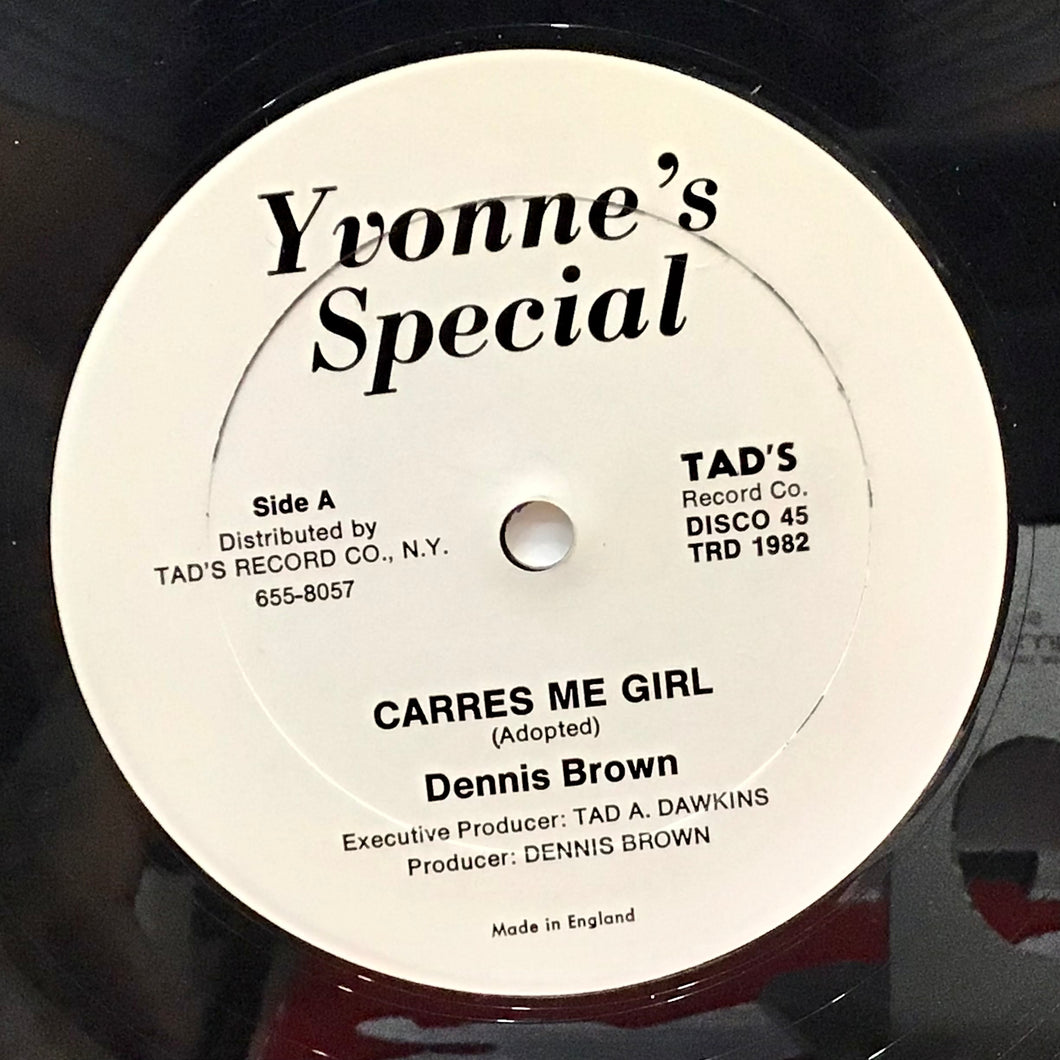 Yvonne's
Special
Side A
Distributed by
TAD'S RECORD CO., N.Y.
655-8057
TAD'S
Record Co.
DISCO 45
TRD 1982
CARRES ME GIRL
(Adopted)
Dennis Brown
Executive Producer: TAD A. DAWKINS
Producer: DENNIS BROWN
Made in England